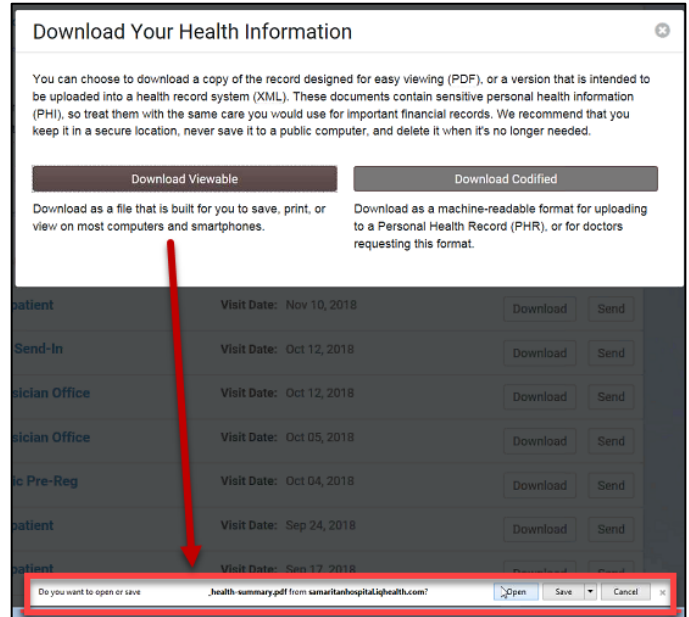 Download Your Health Information
You can choose to download a copy of the record designed for easy viewing (PDF), or a version that is intended to
be uploaded into a health record system (XML). These documents contain sensitive personal health information
(PHI), so treat them with the same care you would use for important financial records. We recommend that you
keep it in a secure location, never save it to a public computer, and delete it when it's no longer needed.
Download Viewable
Download as a file that is built for you to save, print, or
view on most computers and smartphones.
Download Codified
Download as a machine-readable format for uploading
to a Personal Health Record (PHR), or for doctors
requesting this format.
patient Visit Date: Nov 10, 2018 Download Send
Send-In Visit Date: Oct 12, 2018 Download Send
sician Office Visit Date: Oct 12, 2018 Download Send
sician Office Visit Date: Oct 05, 2018 Download Send
ic Pre-Reg Visit Date: Oct 04, 2018 Download Send
patient Visit Date: Sep 24, 2018 Download Send
patient Visit Date: Sep 17, 2018 Download Send
Do you want to open or save _health-summary.pdf from samaritanhospital.iqhealth.com? Open Save Cancel